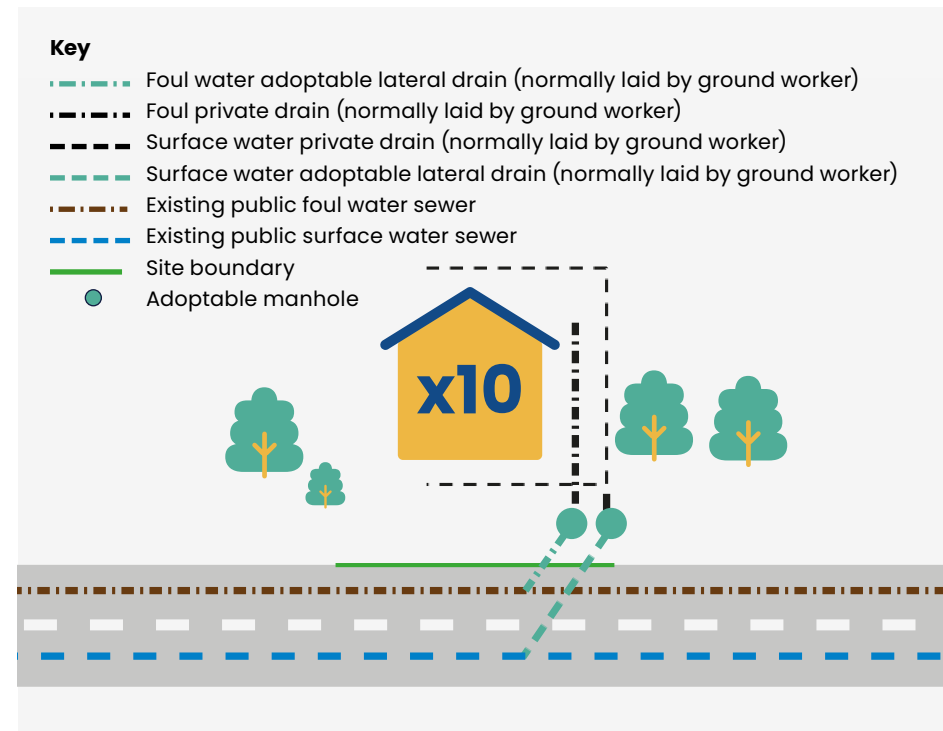 Key
Foul water adoptable lateral drain (normally laid by ground worker)
Foul private drain (normally laid by ground worker)
Surface water private drain (normally laid by ground worker)
Surface water adoptable lateral drain (normally laid by ground worker)
Existing public foul water sewer
Existing public surface water sewer
Site boundary
Adoptable manhole
x10